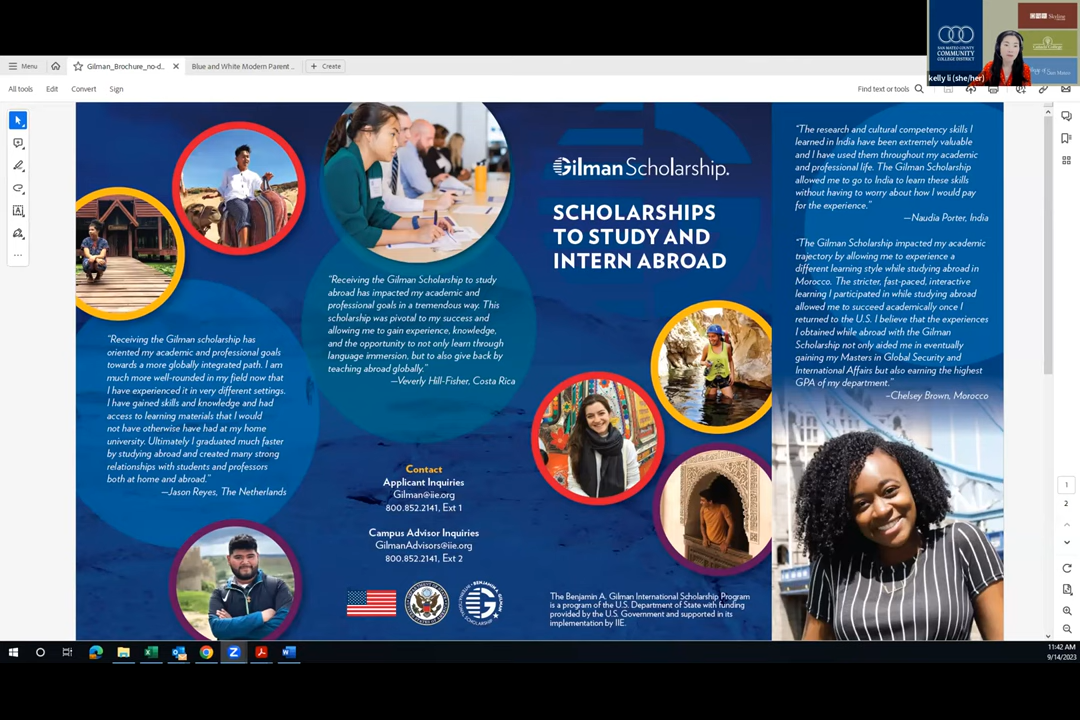 Menu
Gilman_Brochure_no-d...
Blue and White Modern Parent ...
Create
All tools
Edit
Convert
Sign
Find text or tools
SAN MATEO COUNTY
COMMUNITY
COLLEGE DISTRICT
Skyline
kelly li (she/her)
"Receiving the Gilman scholarship has
oriented my academic and professional goals
towards a more globally integrated path. I am
much more well-rounded in my field now that
I have experienced it in very different settings.
I have gained skills and knowledge and had
access to learning materials that I would
not have otherwise have had at my home
university. Ultimately I graduated much faster
by studying abroad and created many strong
relationships with students and professors
both at home and abroad."
—Jason Reyes, The Netherlands
"Receiving the Gilman Scholarship to study
abroad has impacted my academic and
professional goals in a tremendous way. This
scholarship was pivotal to my success and
allowing me to gain experience, knowledge,
and the opportunity to not only learn through
language immersion, but to also give back by
teaching abroad globally."
—Veverly Hill-Fisher, Costa Rica
Contact
Applicant Inquiries
Gilman@iie.org
800.852.2141, Ext 1
Campus Advisor Inquiries
GilmanAdvisors@iie.org
800.852.2141, Ext 2
Gilman Scholarship.
SCHOLARSHIPS
TO STUDY AND
INTERN ABROAD
The Benjamin A. Gilman International Scholarship Program
is a program of the U.S. Department of State with funding
provided by the U.S. Government and supported in its
implementation by IIE.
"The research and cultural competency skills I
learned in India have been extremely valuable
and I have used them throughout my academic
and professional life. The Gilman Scholarship
allowed me to go to India to learn these skills
without having to worry about how I would pay
for the experience."
—Naudia Porter, India
"The Gilman Scholarship impacted my academic
trajectory by allowing me to experience a
different learning style while studying abroad in
Morocco. The stricter, fast-paced, interactive
learning I participated in while studying abroad
allowed me to succeed academically once I
returned to the U.S. I believe that the experiences
I obtained while abroad with the Gilman
Scholarship not only aided me in eventually
gaining my Masters in Global Security and
International Affairs but also earning the highest
GPA of my department."
–Chelsey Brown, Morocco
1
2
11:42 AM
9/14/2023